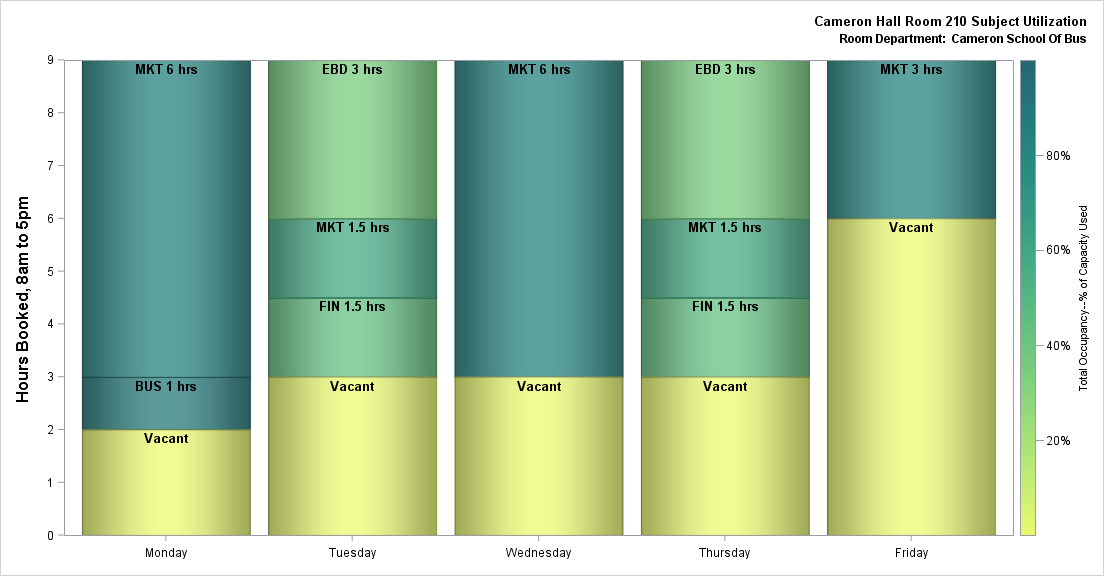 Cameron Hall Room 210 Subject Utilization
Room Department: Cameron School Of Bus
Hours Booked, 8am to 5pm
9
8
7
6
5
4
3
2
1
0
MKT 6 hrs
BUS 1 hrs
Vacant
EBD 3 hrs
MKT 1.5 hrs
FIN 1.5 hrs
Vacant
MKT 6 hrs
Vacant
EBD 3 hrs
MKT 1.5 hrs
FIN 1.5 hrs
Vacant
MKT 3 hrs
Vacant
Monday
Tuesday
Wednesday
Thursday
Friday
80%
60%
40%
20%
Total Occupancy--% of Capacity Used